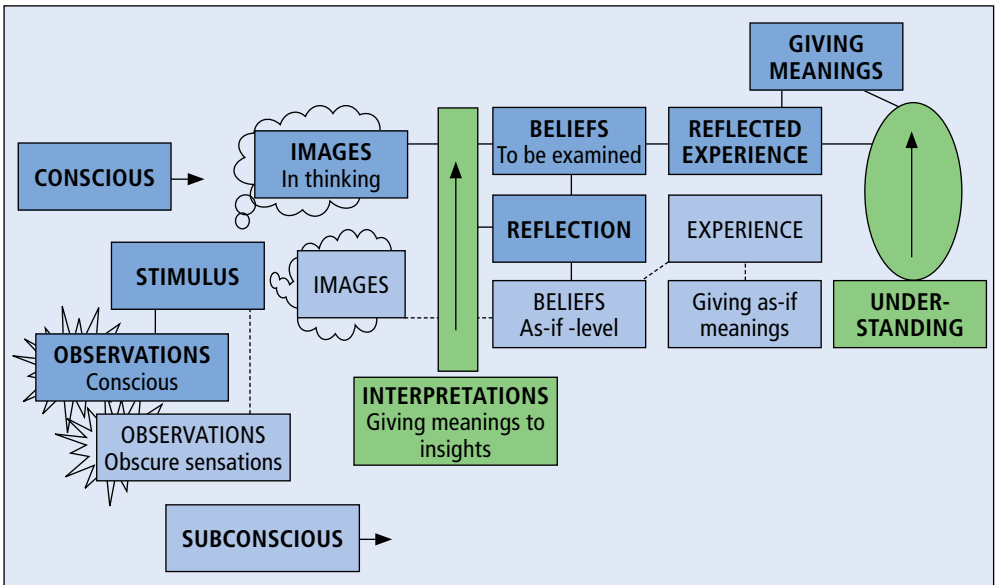 GIVING
MEANINGS
IMAGES
In thinking
BELIEFS
To be examined
REFLECTED
EXPERIENCE
CONSCIOUS
REFLECTION
EXPERIENCE
STIMULUS
IMAGES
BELIEFS
As-if -level
Giving as-if
meanings
UNDER-
STANDING
OBSERVATIONS
Conscious
INTERPRETATIONS
Giving meanings to
insights
OBSERVATIONS
Obscure sensations
SUBCONSCIOUS